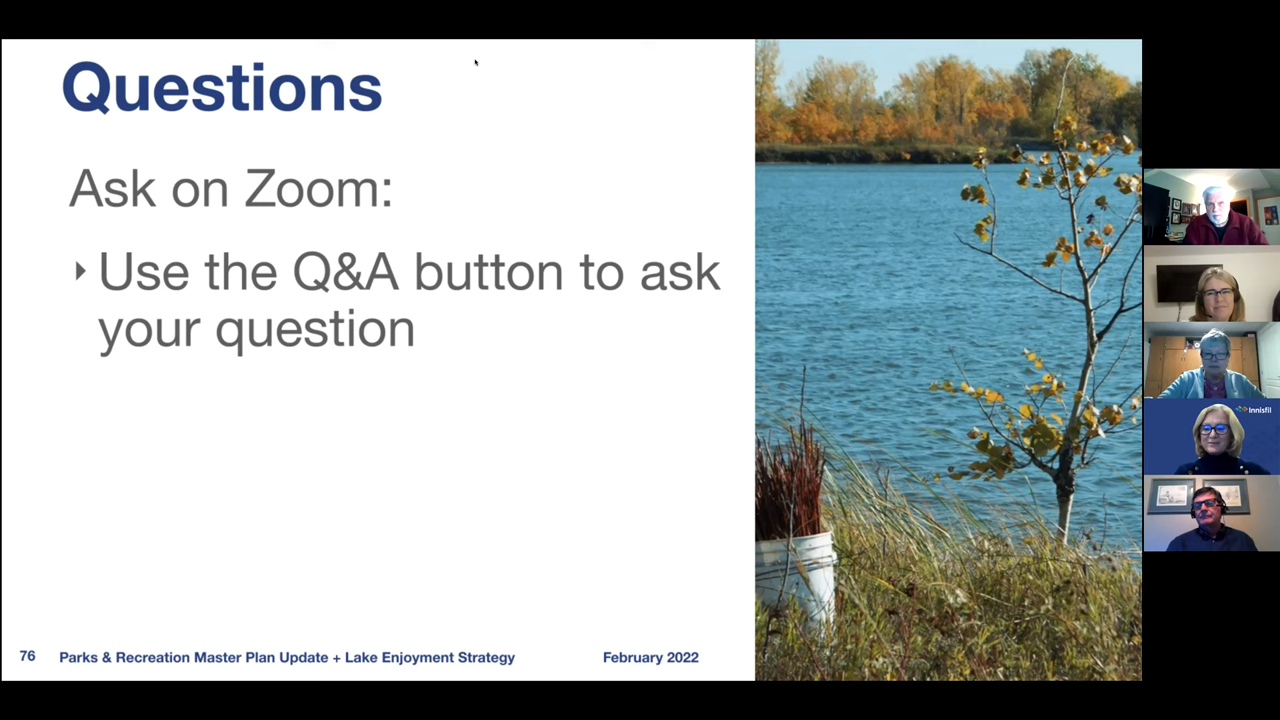 Questions
Ask on Zoom:
Use the Q&A button to ask
your question
76 Parks & Recreation Master Plan Update + Lake Enjoyment Strategy February 2022
Innisfil